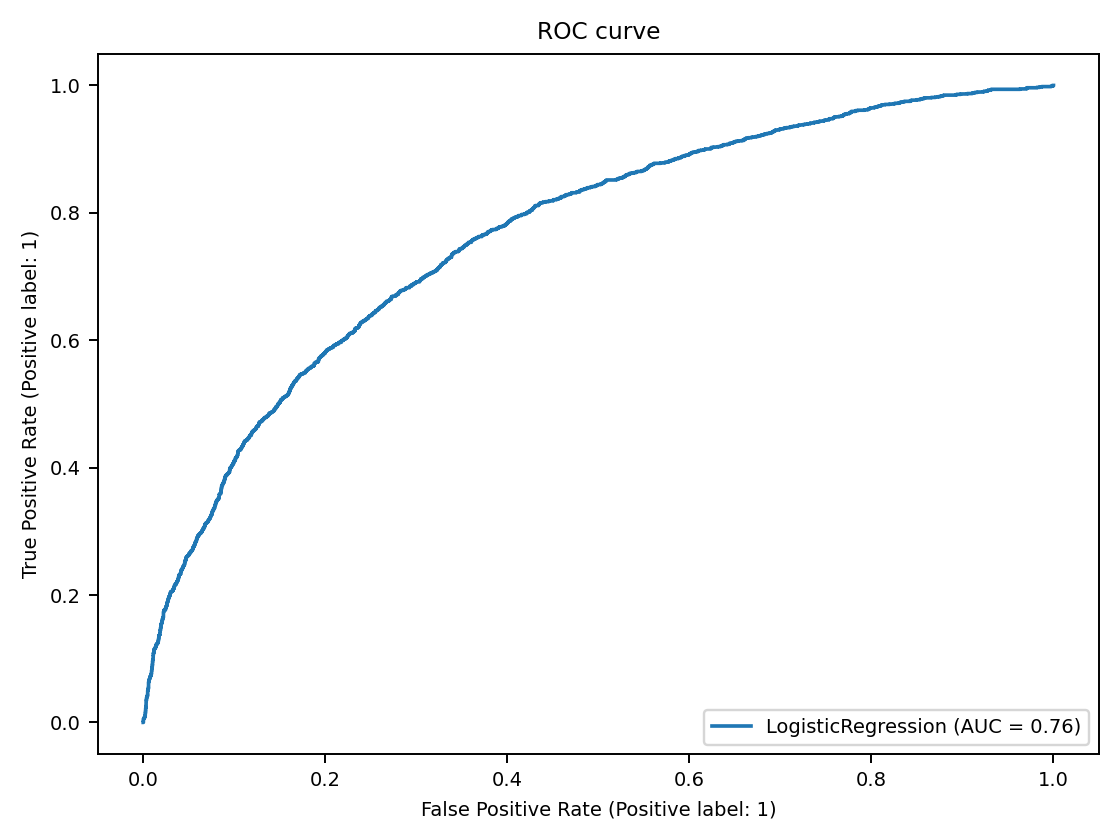 ROC curve
True Positive Rate (Positive label: 1)
1.0
0.8
0.6
0.4
0.2
0.0
LogisticRegression (AUC = 0.76)
0.0 0.2 0.4 0.6 0.8 1.0
False Positive Rate (Positive label: 1)